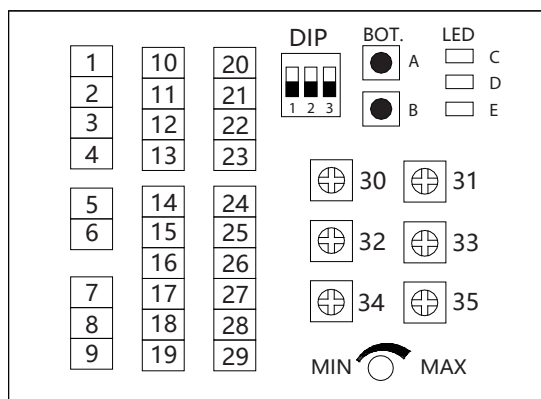 DIP BOT. LED
1 10 20 A C
2 11 21 D
3 12 22 1 2 3 B E
4 13 23
30 31
5 14 24
6 15 25 32 33
16 26
7 17 27 34 35
8 18 28
9 19 29 MIN MAX